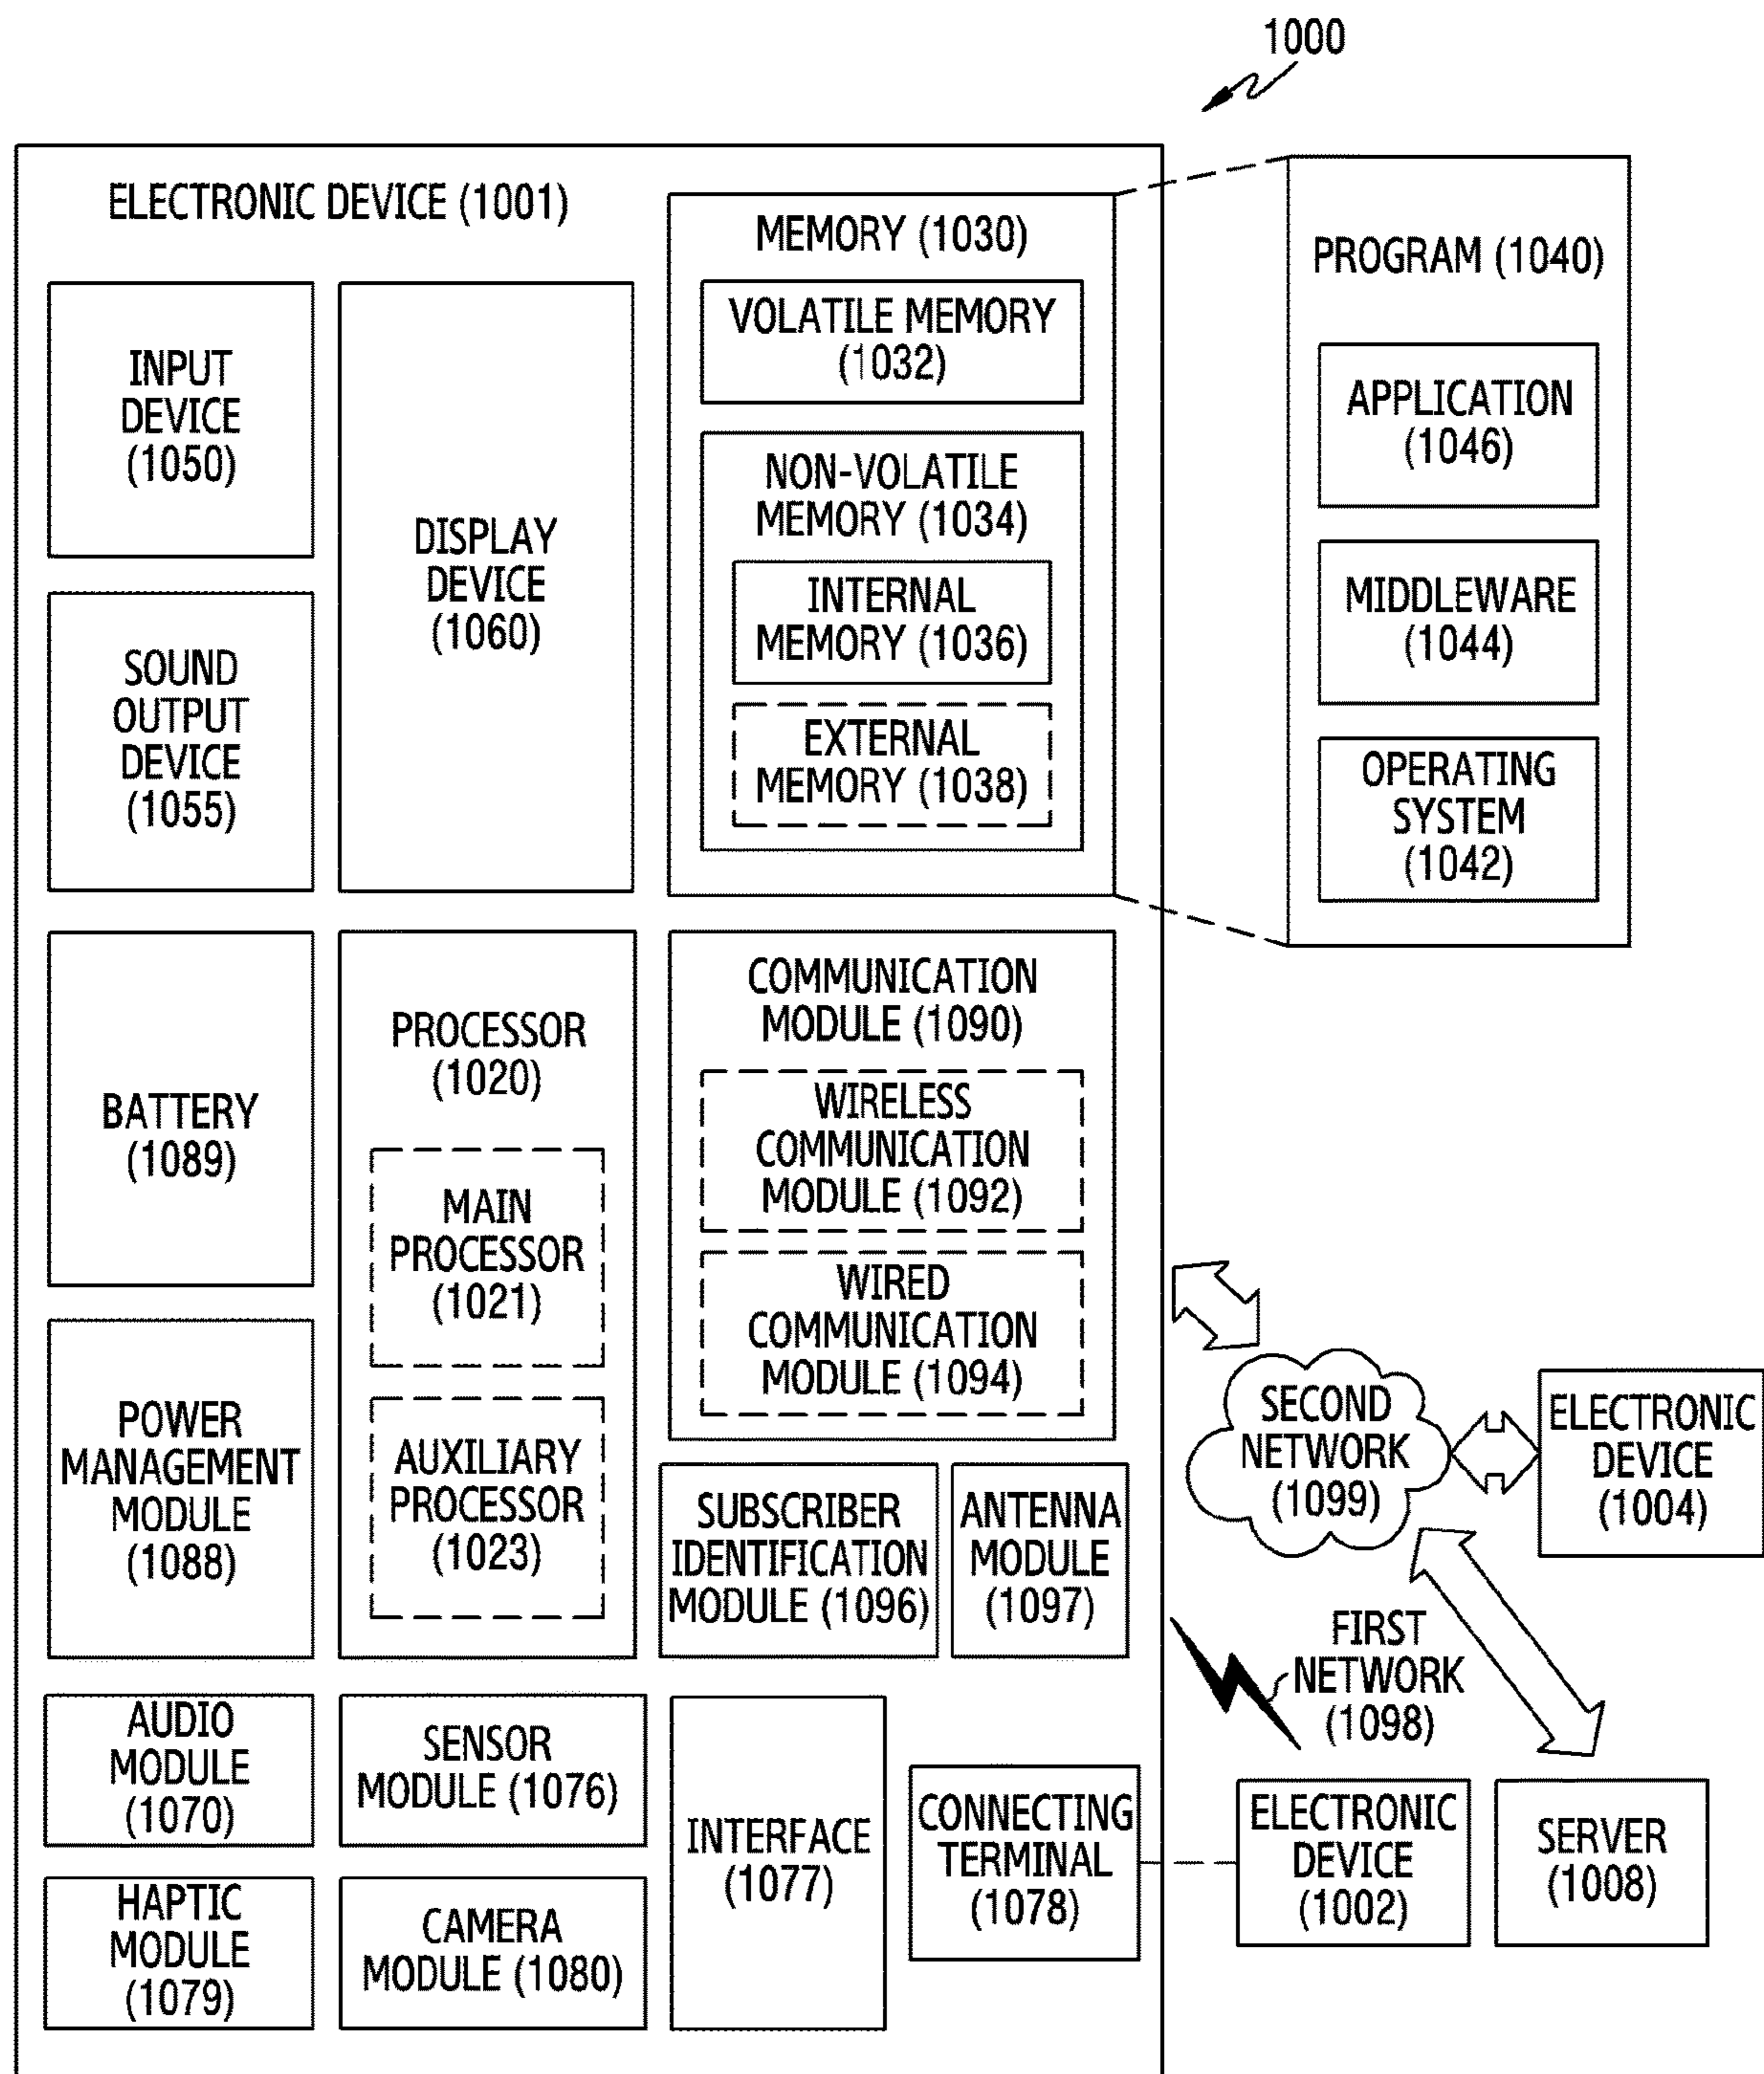 1000
ELECTRONIC DEVICE (1001)
INPUT
DEVICE
(1050)
SOUND
OUTPUT
DEVICE
(1055)
DISPLAY
DEVICE
(1060)
MEMORY (1030)
VOLATILE MEMORY
(1032)
NON-VOLATILE
MEMORY (1034)
INTERNAL
MEMORY (1036)
EXTERNAL
MEMORY (1038)
PROGRAM (1040)
APPLICATION
(1046)
MIDDLEWARE
(1044)
OPERATING
SYSTEM
(1042)
BATTERY
(1089)
POWER
MANAGEMENT
MODULE
(1088)
PROCESSOR
(1020)
MAIN
PROCESSOR
(1021)
AUXILIARY
PROCESSOR
(1023)
COMMUNICATION
MODULE (1090)
WIRELESS
COMMUNICATION
MODULE (1092)
WIRED
COMMUNICATION
MODULE (1094)
SUBSCRIBER
IDENTIFICATION
MODULE (1096)
ANTENNA
MODULE
(1097)
SECOND
NETWORK
(1099)
ELECTRONIC
DEVICE
(1004)
FIRST
NETWORK
(1098)
AUDIO
MODULE
(1070)
SENSOR
MODULE (1076)
HAPTIC
MODULE
(1079)
CAMERA
MODULE (1080)
INTERFACE
(1077)
CONNECTING
TERMINAL
(1078)
ELECTRONIC
DEVICE
(1002)
SERVER
(1008)